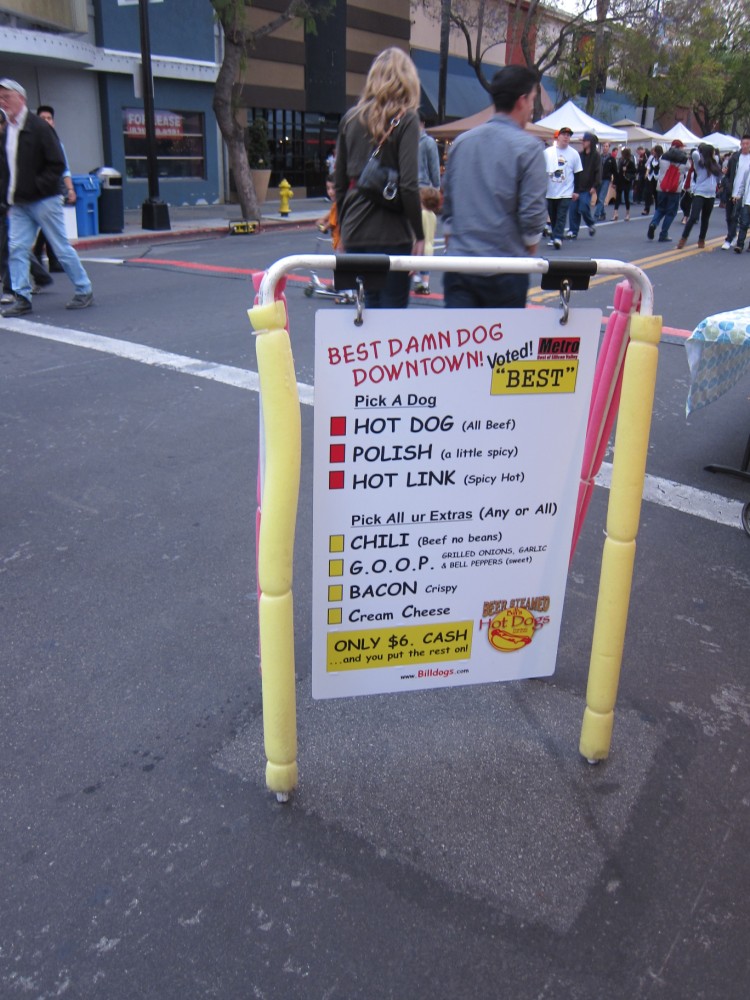 FOR LEASE
BEST DAMN DOG
DOWNTOWN!
Voted!
Metro
Best of Silicon Valley
"BEST"
Pick A Dog
HOT DOG (All Beef)
POLISH (a little spicy)
HOT LINK (Spicy Hot)
Pick All ur Extras (Any or All)
CHILI (Beef no beans)
G.O.O.P. GRILLED ONIONS, GARLIC
& BELL PEPPERS (sweet)
BACON Crispy
Cream Cheese
ONLY $6. CASH
...and you put the rest on!
BEER STEAMED
Bill's
Hot Dogs
www.Billdogs.com